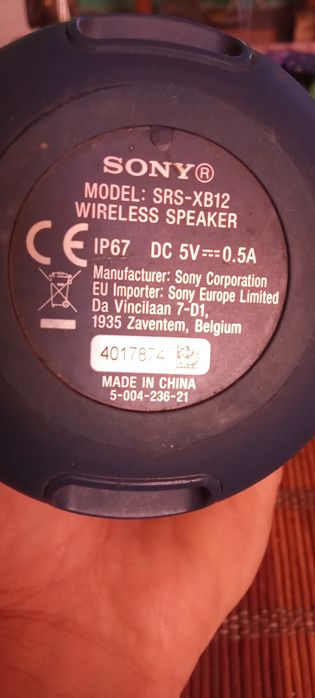 SONY®
MODEL: SRS-XB12
WIRELESS SPEAKER
CE IP67 DC 5V⎓0.5A
Manufacturer: Sony Corporation
EU Importer: Sony Europe Limited
Da Vincilaan 7-D1,
1935 Zaventem, Belgium
4017874
MADE IN CHINA
5-004-236-21